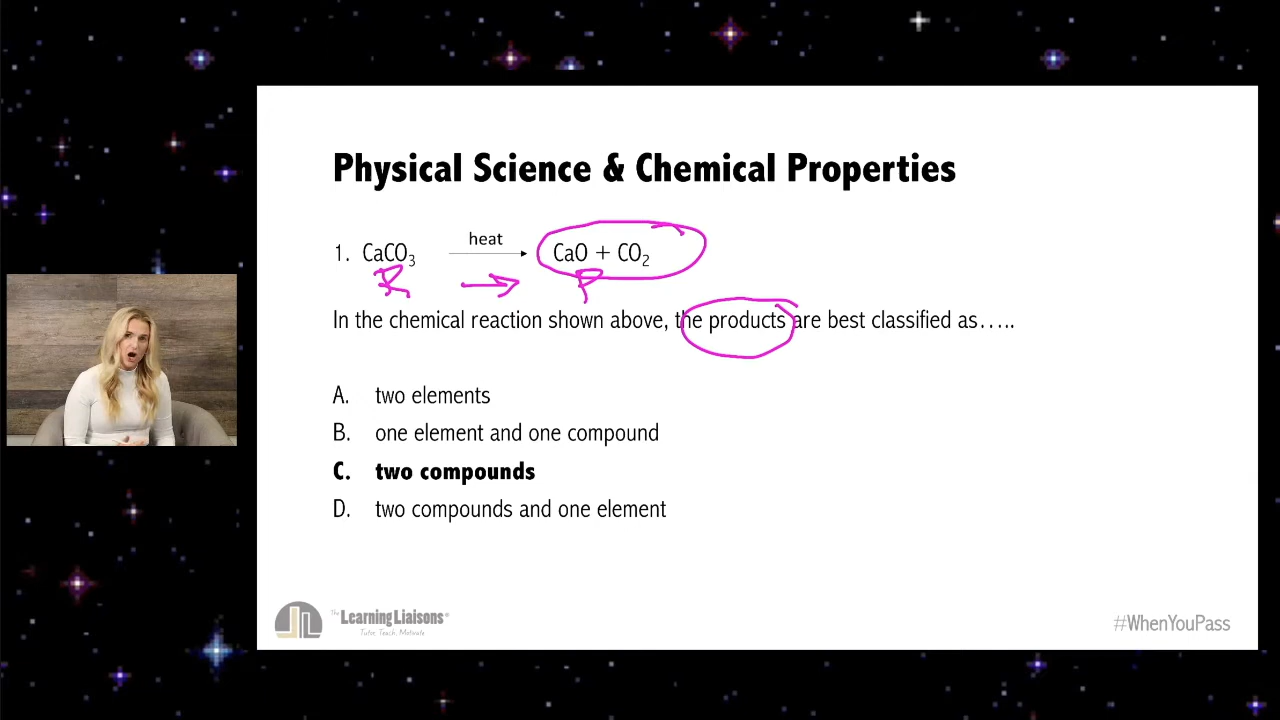 Physical Science & Chemical Properties
1. CaCO₃ heat CaO + CO₂
R → P
In the chemical reaction shown above, the products are best classified as.....
A. two elements
B. one element and one compound
C. two compounds
D. two compounds and one element
The Learning Liaisons®
Tutor, Teach, Motivate
#WhenYouPass